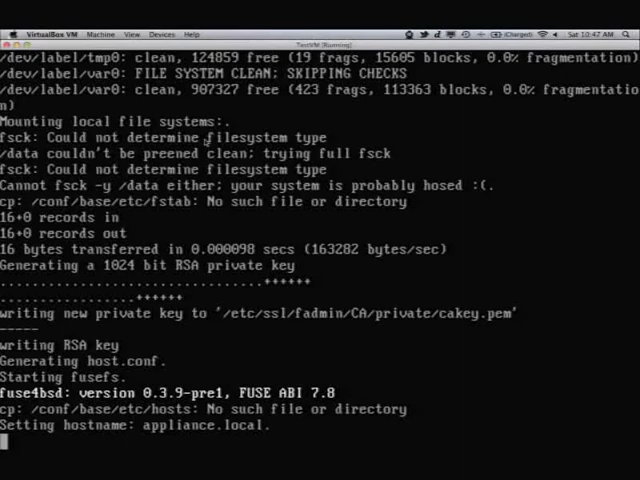 VirtualBox VM Machine View Devices Help (Charged) Sat 10:47 AM
TestVM [Running]
/dev/label/tmp0: clean, 124859 free (19 frags, 15605 blocks, 0.0% fragmentation)
/dev/label/var0: FILE SYSTEM CLEAN; SKIPPING CHECKS
/dev/label/var0: clean, 907327 free (423 frags, 113363 blocks, 0.0% fragmentatio
n)
Mounting local file systems:.
fsck: Could not determine filesystem type
/data couldn't be preened clean; trying full fsck
fsck: Could not determine filesystem type
Cannot fsck -y /data either; your system is probably hosed :(.
cp: /conf/base/etc/fstab: No such file or directory
16+0 records in
16+0 records out
16 bytes transferred in 0.000098 secs (163282 bytes/sec)
Generating a 1024 bit RSA private key
.................................++++++
.................++++++
writing new private key to '/etc/ssl/fadmin/CA/private/cakey.pem'
-----
writing RSA key
Generating host.conf.
Starting fusefs.
fuse4bsd: version 0.3.9-pre1, FUSE ABI 7.8
cp: /conf/base/etc/hosts: No such file or directory
Setting hostname: appliance.local.